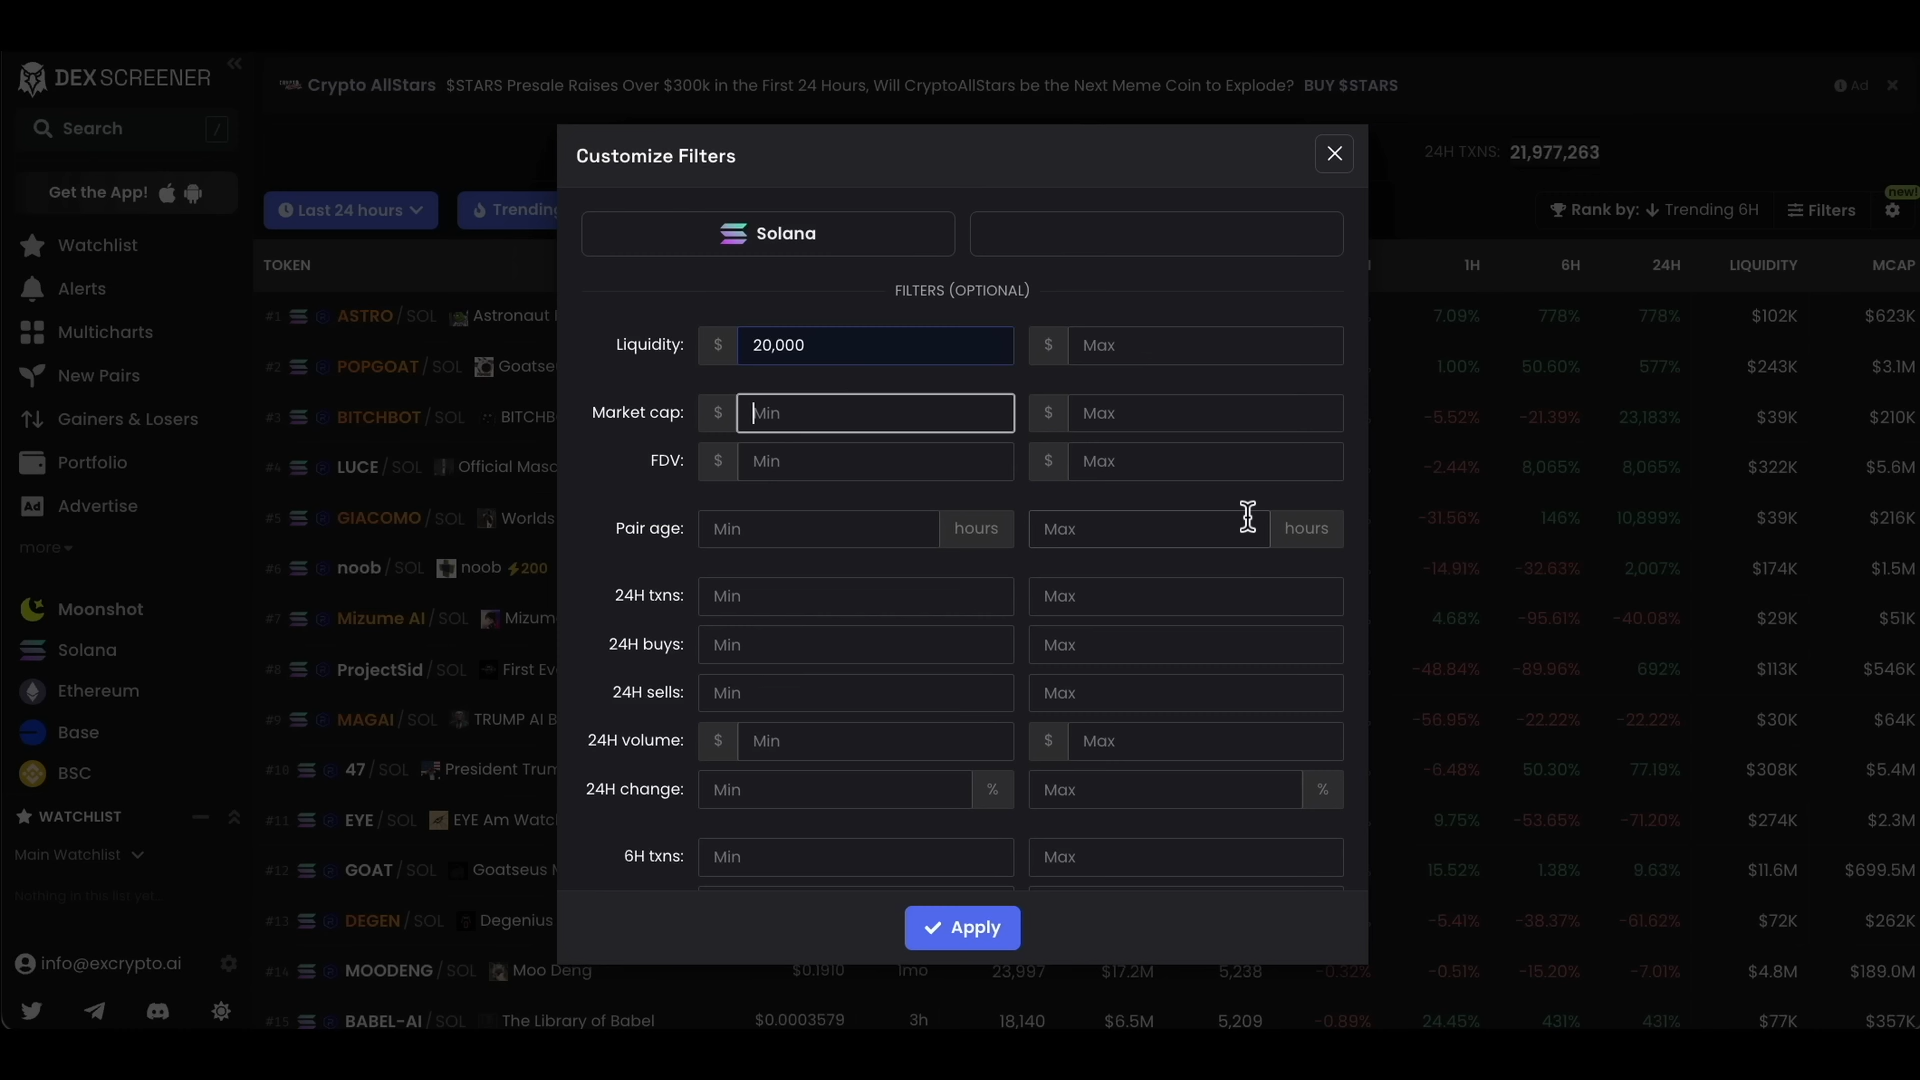 DEX SCREENER
Crypto AllStars $STARS Presale Raises Over $300k in the First 24 Hours, Will CryptoAllStars be the Next Meme Coin to Explode? BUY $STARS
Ad
Search /
Get the App!
Watchlist
Alerts
Multicharts
New Pairs
Gainers & Losers
Portfolio
Ad Advertise
more
Moonshot
Solana
Ethereum
Base
BSC
WATCHLIST
Main Watchlist
Nothing in this list yet...
info@excrypto.ai
24H TXNS: 21,977,263
Last 24 hours
Trending
Rank by: Trending 6H
Filters
new!
TOKEN 1H 6H 24H LIQUIDITY MCAP
#1 ASTRO / SOL Astronaut 7.09% 778% 778% $102K $623K
#2 POPGOAT / SOL Goatse 1.00% 50.60% 577% $243K $3.1M
#3 BITCHBOT / SOL BITCHB -5.52% -21.39% 23,183% $39K $210K
#4 LUCE / SOL Official Masc -2.44% 8,065% 8,065% $322K $5.6M
#5 GIACOMO / SOL Worlds -31.56% 146% 10,899% $39K $216K
#6 noob / SOL noob 200 -14.91% -32.63% 2,007% $174K $1.5M
#7 Mizume AI / SOL Mizum 4.68% -95.61% -40.08% $29K $51K
#8 ProjectSid / SOL First Ev -48.84% -89.96% 692% $113K $546K
#9 MAGAI / SOL TRUMP AI B -56.95% -22.22% -22.22% $30K $64K
#10 47 / SOL President Trum -6.48% 50.30% 77.19% $308K $5.4M
#11 EYE / SOL EYE Am Watc 9.75% -53.65% -71.20% $274K $2.3M
GOAT / SOL Goatseus 15.52% 1.38% 9.63% $11.6M $699.5M
#13 DEGEN / SOL Degenius -5.41% -38.37% -61.62% $72K $262K
#14 MOODENG / SOL Moo Deng $0.1910 1mo 23,997 $17.2M 5,238 -0.32% -0.51% -15.20% -7.01% $4.8M $189.0M
#15 BABEL-AI / SOL The Library of Babel $0.0003579 3h 18,140 $6.5M 5,209 -0.89% 24.45% 431% 431% $77K $357K
Customize Filters
Solana
FILTERS (OPTIONAL)
Liquidity: $ 20,000 $ Max
Market cap: $ Min $ Max
FDV: $ Min $ Max
Pair age: Min hours Max hours
24H txns: Min Max
24H buys: Min Max
24H sells: Min Max
24H volume: $ Min $ Max
24H change: Min % Max %
6H txns: Min Max
Apply